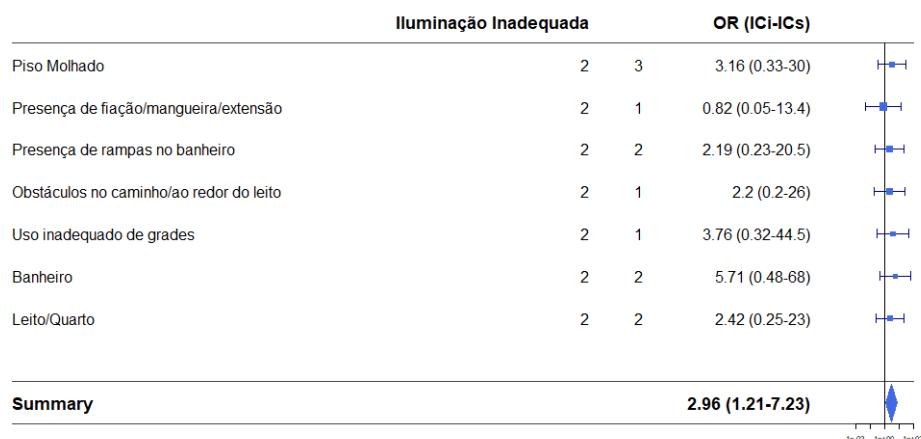 Iluminação Inadequada OR (ICi-ICs)
Piso Molhado 2 3 3.16 (0.33-30)
Presença de fiação/mangueira/extensão 2 1 0.82 (0.05-13.4)
Presença de rampas no banheiro 2 2 2.19 (0.23-20.5)
Obstáculos no caminho/ao redor do leito 2 1 2.2 (0.2-26)
Uso inadequado de grades 2 1 3.76 (0.32-44.5)
Banheiro 2 2 5.71 (0.48-68)
Leito/Quarto 2 2 2.42 (0.25-23)
Summary 2.96 (1.21-7.23)